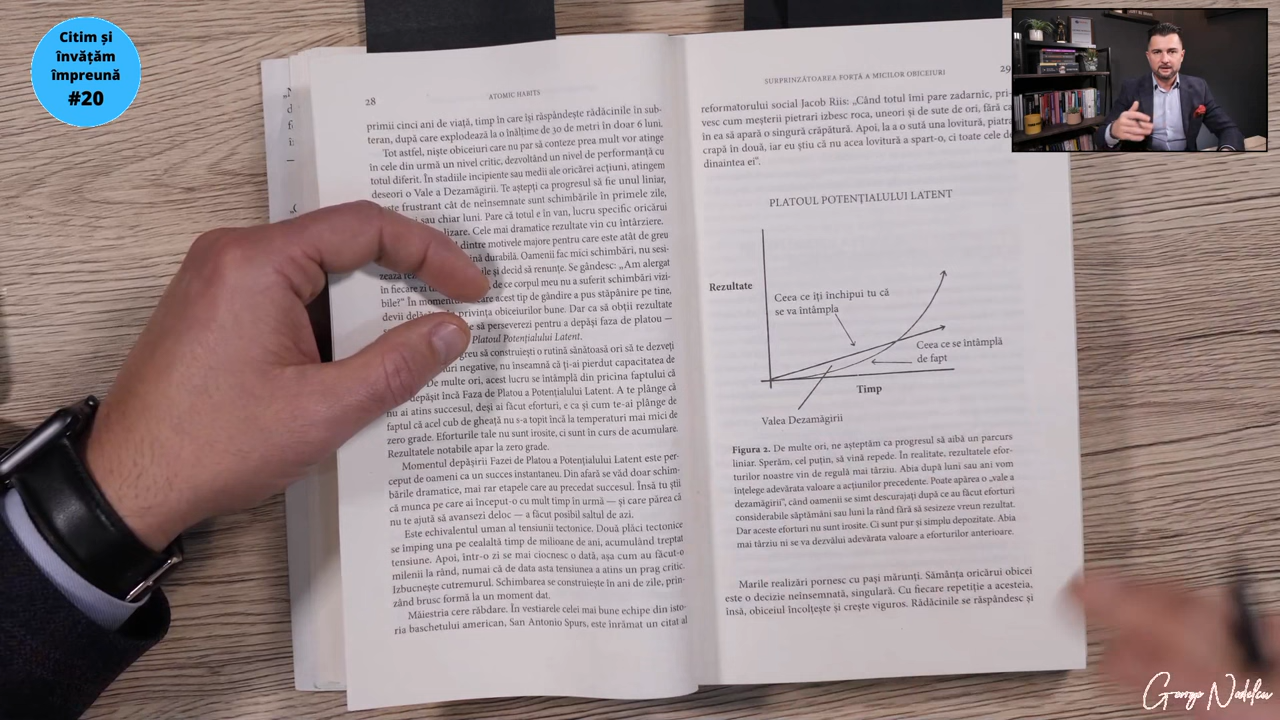 Citim și
învățăm
împreună
#20
28
ATOMIC HABITS
primii cinci ani de viață, timp în care își răspândește rădăcinile în sub-
teran, după care explodează la o înălțime de 30 de metri în doar 6 luni.
Tot astfel, niște obiceiuri care nu par să conteze prea mult vor atinge
în cele din urmă un nivel critic, dezvoltând un nivel de performanță cu
totul diferit. În stadiile incipiente sau medii ale oricărei acțiuni, atingem
deseori o Vale a Dezamăgirii. Te aștepți ca progresul să fie unul liniar,
frustrant cât de neînsemnate sunt schimbările în primele zile,
sau chiar luni. Pare că totul e în van, lucru specific oricărui
Cele mai dramatice rezultate vin cu întârziere.
dintre motivele majore pentru care este atât de greu
durabilă. Oamenii fac mici schimbări, nu sesi-
și decid să renunțe. Se gândesc: „Am alergat
în fiecare zi de ce corpul meu nu a suferit schimbări vizi-
bile?” În acest tip de gândire a pus stăpânire pe tine,
devii privința obiceiurilor bune. Dar ca să obții rezultate
să perseverezi pentru a depăși faza de platou —
Platoul Potențialului Latent.
greu să construiești o rutină sănătoasă ori să te dezveți
negative, nu înseamnă că ți-ai pierdut capacitatea de
De multe ori, acest lucru se întâmplă din pricina faptului că
depășit încă Faza de Platou a Potențialului Latent. A te plânge că
nu ai atins succesul, deși ai făcut eforturi, e ca și cum te-ai plânge de
faptul că acel cub de gheață nu s-a topit încă la temperaturi mai mici de
zero grade. Eforturile tale nu sunt irosite, ci sunt în curs de acumulare.
Rezultatele notabile apar la zero grade.
Momentul depășirii Fazei de Platou a Potențialului Latent este per-
ceput de oameni ca un succes instantaneu. Din afară se văd doar schim-
bările dramatice, mai rar etapele care au precedat succesul. Însă tu știi
că munca pe care ai început-o cu mult timp în urmă — și care părea că
nu te ajută să avansezi deloc — a făcut posibil saltul de azi.
Este echivalentul uman al tensiunii tectonice. Două plăci tectonice
se împing una pe cealaltă timp de milioane de ani, acumulând treptat
tensiune. Apoi, într-o zi se mai ciocnesc o dată, așa cum au făcut-o
milenii la rând, numai că de data asta tensiunea a atins un prag critic.
Izbucnește cutremurul. Schimbarea se construiește în ani de zile, prin-
zând brusc formă la un moment dat.
Măiestria cere răbdare. În vestiarele celei mai bune echipe din isto-
ria baschetului american, San Antonio Spurs, este înrămat un citat al
SURPRINZĂTOAREA FORȚĂ A MICILOR OBICEIURI
29
reformatorului social Jacob Riis: „Când totul îmi pare zadarnic, pri-
vesc cum meșterii pietrari izbesc roca, uneori și de sute de ori, fără ca
în ea să apară o singură crăpătură. Apoi, la a o sută una lovitură, piatra
crapă în două, iar eu știu că nu acea lovitură a spart-o, ci toate cele de
dinaintea ei”.
PLATOUL POTENȚIALULUI LATENT
Rezultate
Ceea ce îți închipui tu că
se va întâmpla
Ceea ce se întâmplă
de fapt
Timp
Valea Dezamăgirii
Figura 2. De multe ori, ne așteptăm ca progresul să aibă un parcurs
liniar. Sperăm, cel puțin, să vină repede. În realitate, rezultatele efor-
turilor noastre vin de regulă mai târziu. Abia după luni sau ani vom
înțelege adevărata valoare a acțiunilor precedente. Poate apărea o „vale a
dezamăgirii”, când oamenii se simt descurajați după ce au făcut eforturi
considerabile săptămâni sau luni la rând fără să sesizeze vreun rezultat.
Dar aceste eforturi nu sunt irosite. Ci sunt pur și simplu depozitate. Abia
mai târziu ni se va dezvălui adevărata valoare a eforturilor anterioare.
Marile realizări pornesc cu pași mărunți. Sămânța oricărui obicei
este o decizie neînsemnată, singulară. Cu fiecare repetiție a acesteia,
însă, obiceiul încolțește și crește viguros. Rădăcinile se răspândesc și